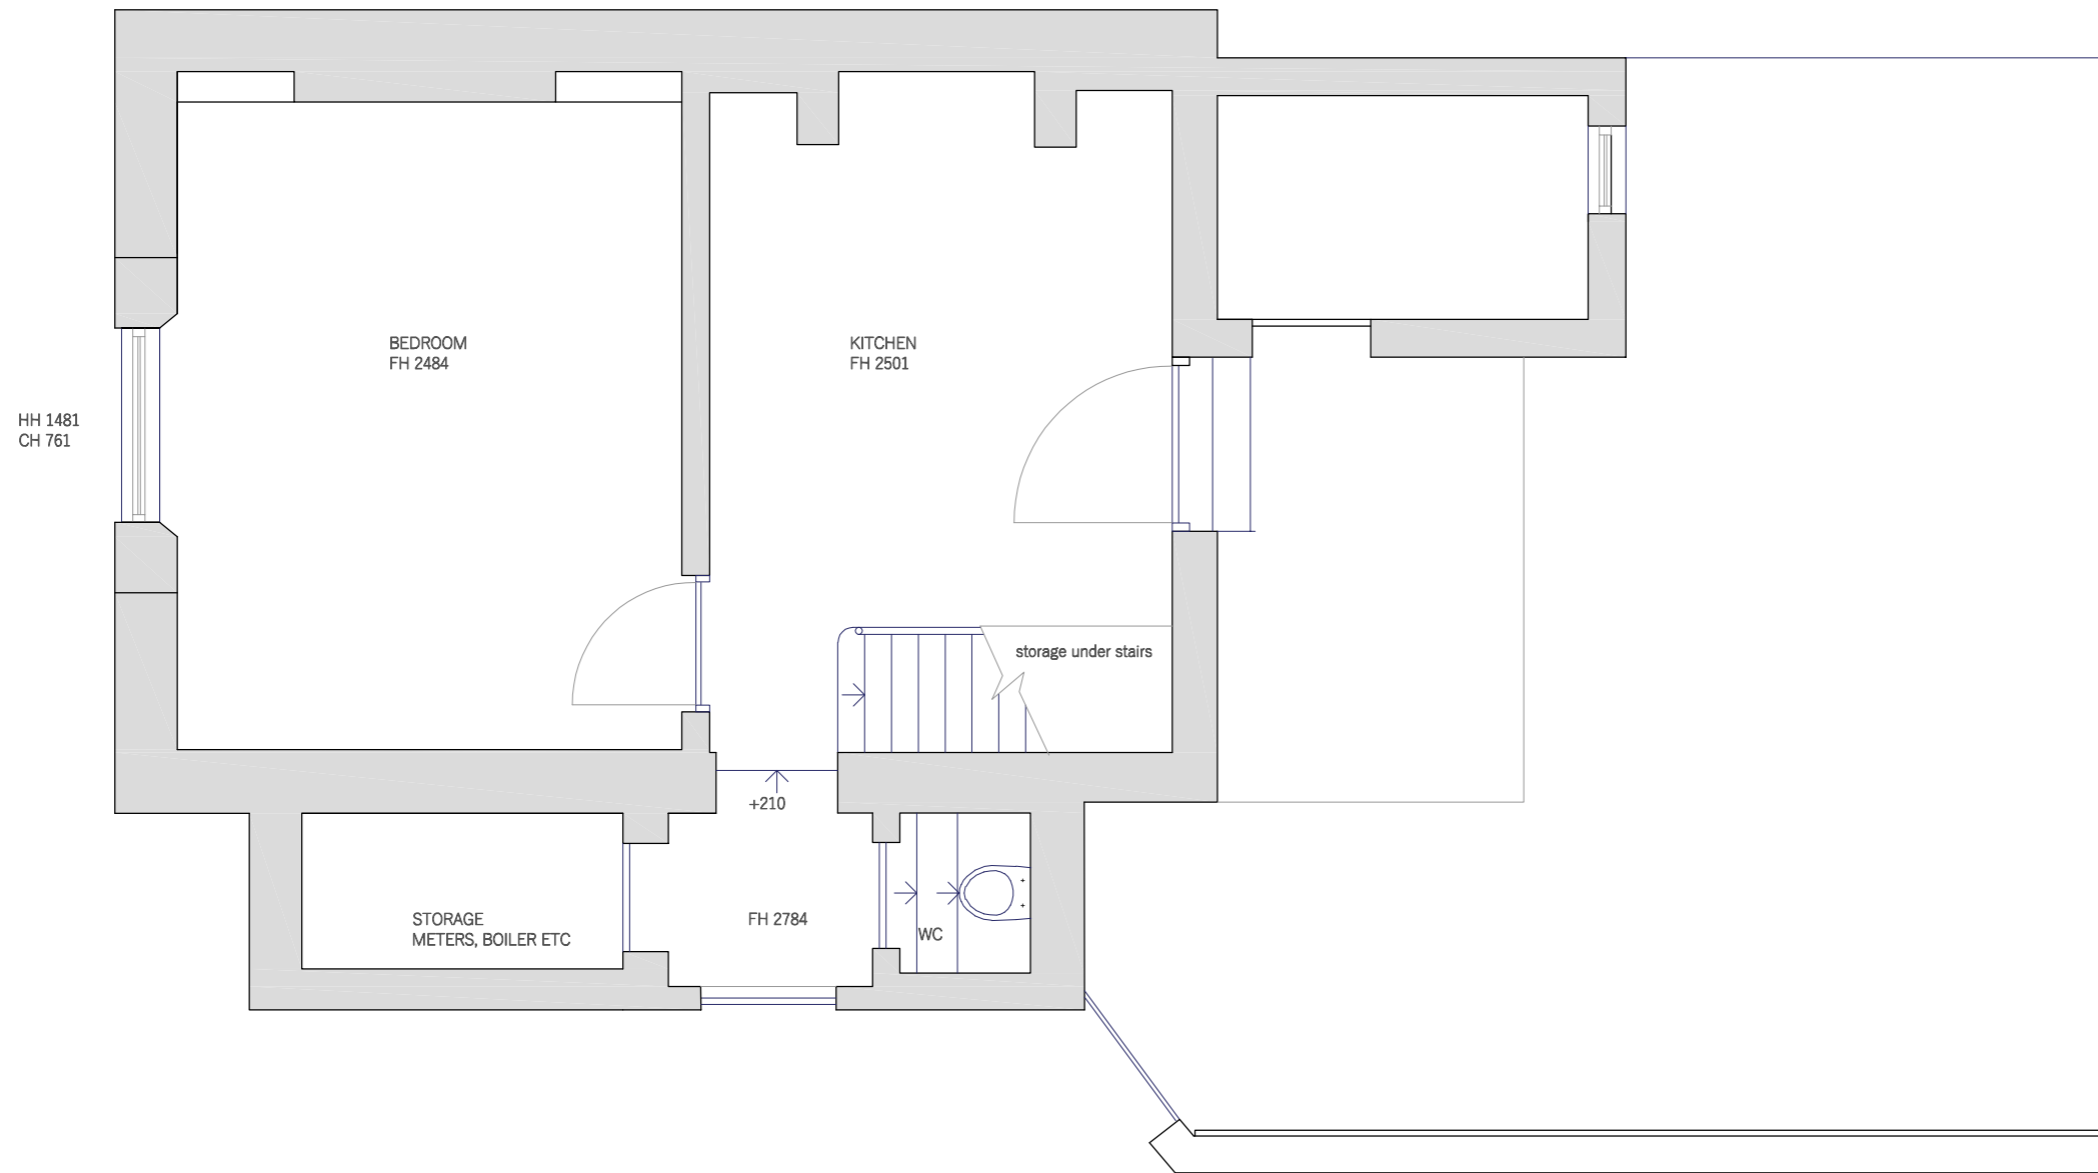 BEDROOM
FH 2484
KITCHEN
FH 2501
HH 1481
CH 761
storage under stairs
+210
STORAGE
METERS, BOILER ETC
FH 2784
WC